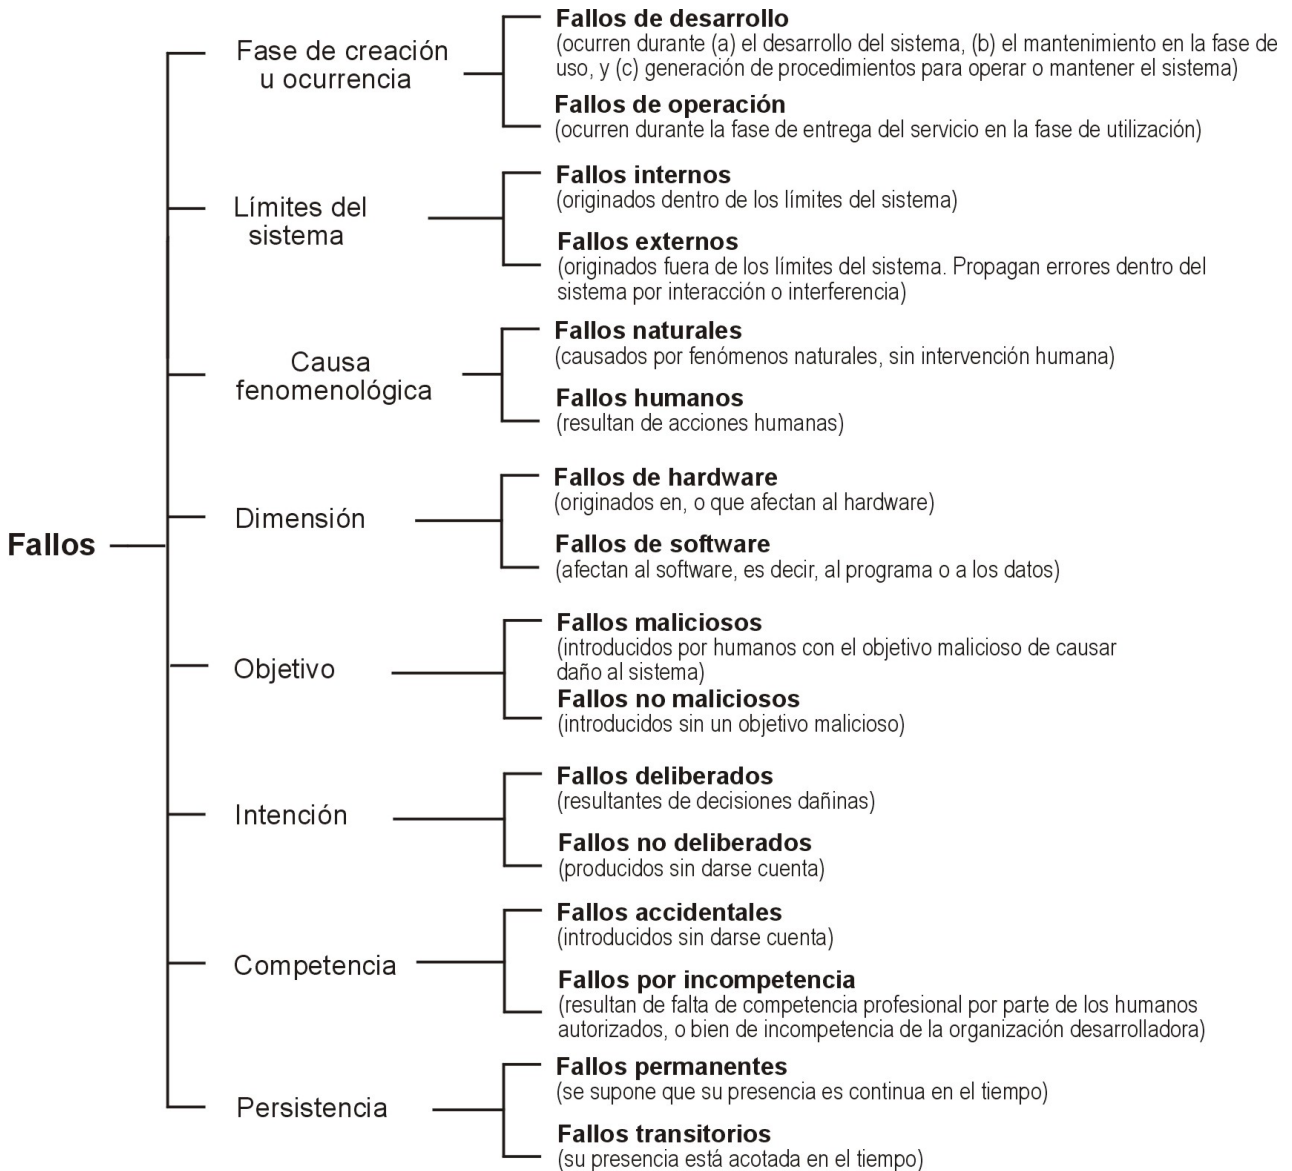 Fallos
Fase de creación
u ocurrencia
Fallos de desarrollo
(ocurren durante (a) el desarrollo del sistema, (b) el mantenimiento en la fase de
uso, y (c) generación de procedimientos para operar o mantener el sistema)
Fallos de operación
(ocurren durante la fase de entrega del servicio en la fase de utilización)
Límites del
sistema
Fallos internos
(originados dentro de los límites del sistema)
Fallos externos
(originados fuera de los límites del sistema. Propagan errores dentro del
sistema por interacción o interferencia)
Causa
fenomenológica
Fallos naturales
(causados por fenómenos naturales, sin intervención humana)
Fallos humanos
(resultan de acciones humanas)
Dimensión
Fallos de hardware
(originados en, o que afectan al hardware)
Fallos de software
(afectan al software, es decir, al programa o a los datos)
Objetivo
Fallos maliciosos
(introducidos por humanos con el objetivo malicioso de causar
daño al sistema)
Fallos no maliciosos
(introducidos sin un objetivo malicioso)
Intención
Fallos deliberados
(resultantes de decisiones dañinas)
Fallos no deliberados
(producidos sin darse cuenta)
Competencia
Fallos accidentales
(introducidos sin darse cuenta)
Fallos por incompetencia
(resultan de falta de competencia profesional por parte de los humanos
autorizados, o bien de incompetencia de la organización desarrolladora)
Persistencia
Fallos permanentes
(se supone que su presencia es continua en el tiempo)
Fallos transitorios
(su presencia está acotada en el tiempo)